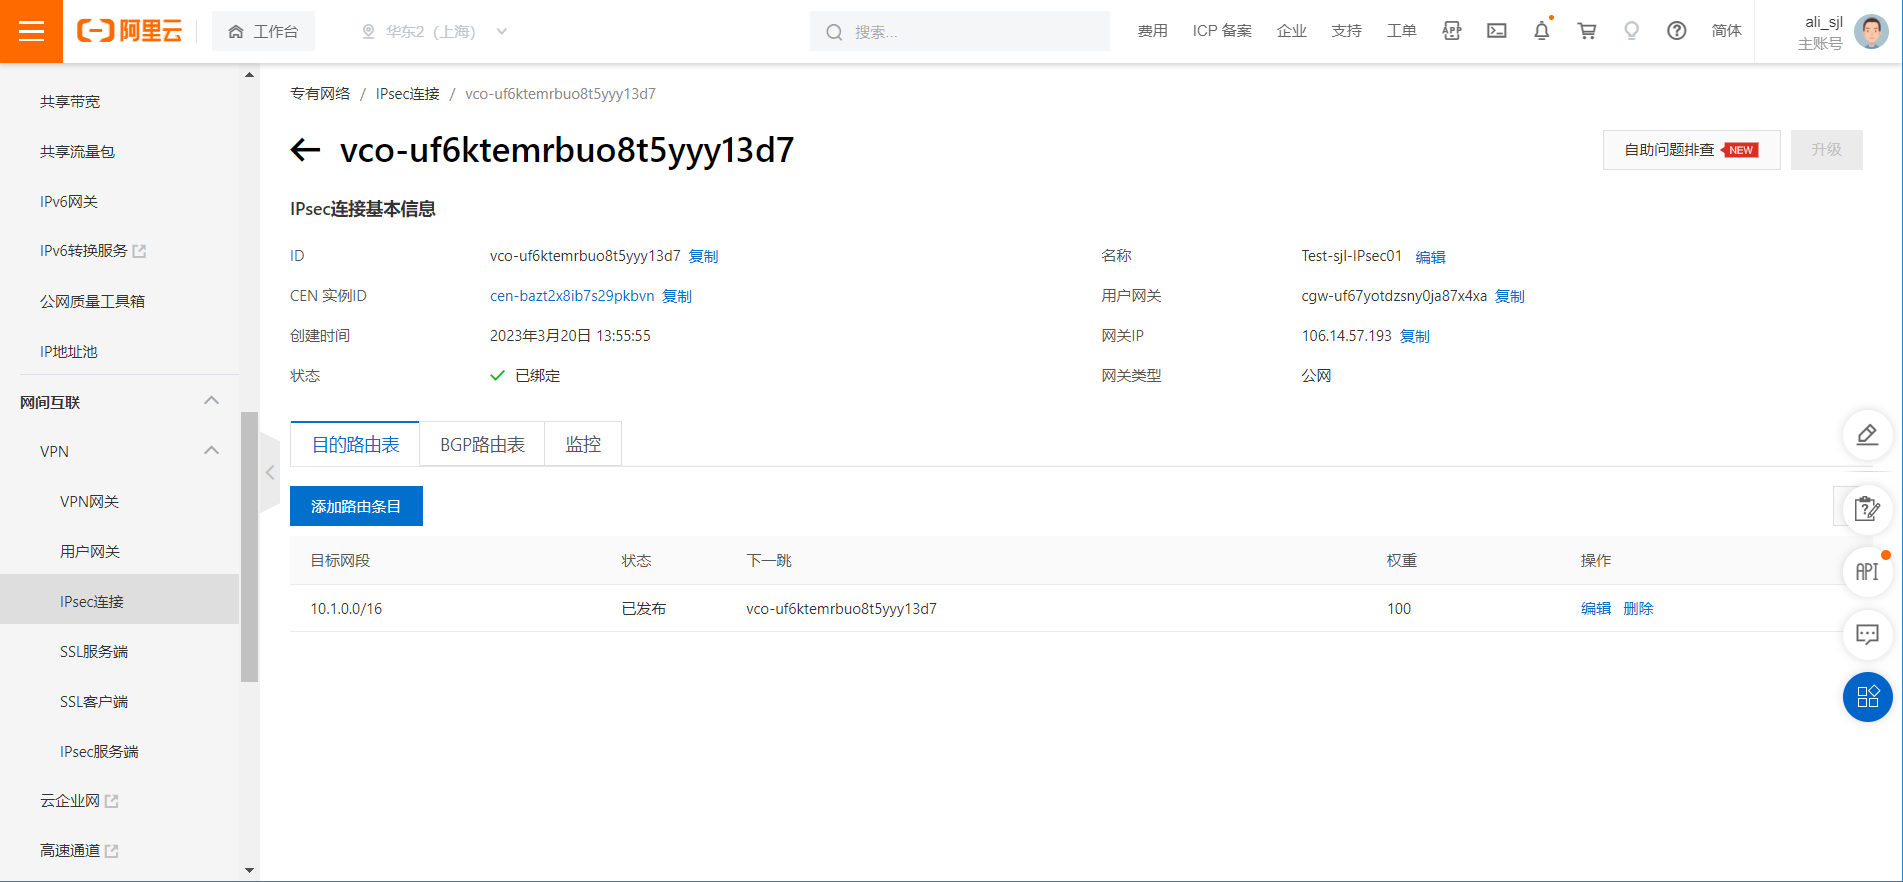 阿里云 工作台 华东2（上海） 搜索... 费用 ICP 备案 企业 支持 工单 APP 简体 ali_sjl
主账号
共享带宽
共享流量包
IPv6网关
IPv6转换服务
公网质量工具箱
IP地址池
网间互联
VPN
VPN网关
用户网关
IPsec连接
SSL服务端
SSL客户端
IPsec服务端
云企业网
高速通道
专有网络 / IPsec连接 / vco-uf6ktemrbuo8t5yyy13d7
vco-uf6ktemrbuo8t5yyy13d7
自助问题排查 NEW 升级
IPsec连接基本信息
ID vco-uf6ktemrbuo8t5yyy13d7 复制 名称 Test-sjl-IPsec01 编辑
CEN 实例ID cen-bazt2x8ib7s29pkbvn 复制 用户网关 cgw-uf67yotdzsny0ja87x4xa 复制
创建时间 2023年3月20日 13:55:55 网关IP 106.14.57.193 复制
状态 已绑定 网关类型 公网
目的路由表 BGP路由表 监控
添加路由条目
目标网段 状态 下一跳 权重 操作
10.1.0.0/16 已发布 vco-uf6ktemrbuo8t5yyy13d7 100 编辑 删除
API